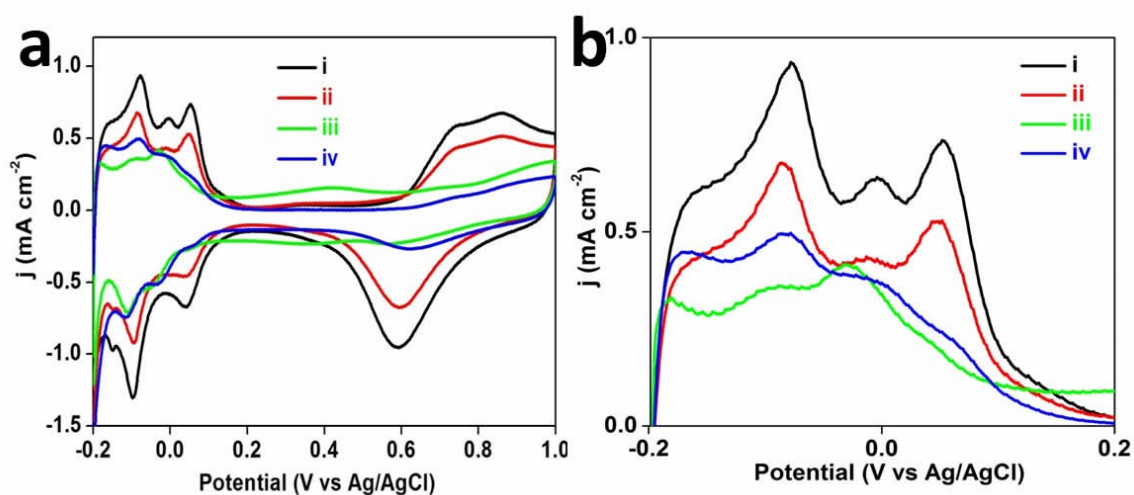 a
j (mA cm-2)
1.0
0.5
0.0
-0.5
-1.0
-1.5
i
ii
iii
iv
-0.2 0.0 0.2 0.4 0.6 0.8 1.0
Potential (V vs Ag/AgCl)
b
j (mA cm-2)
1.0
0.5
0.0
i
ii
iii
iv
-0.2 0.0 0.2
Potential (V vs Ag/AgCl)